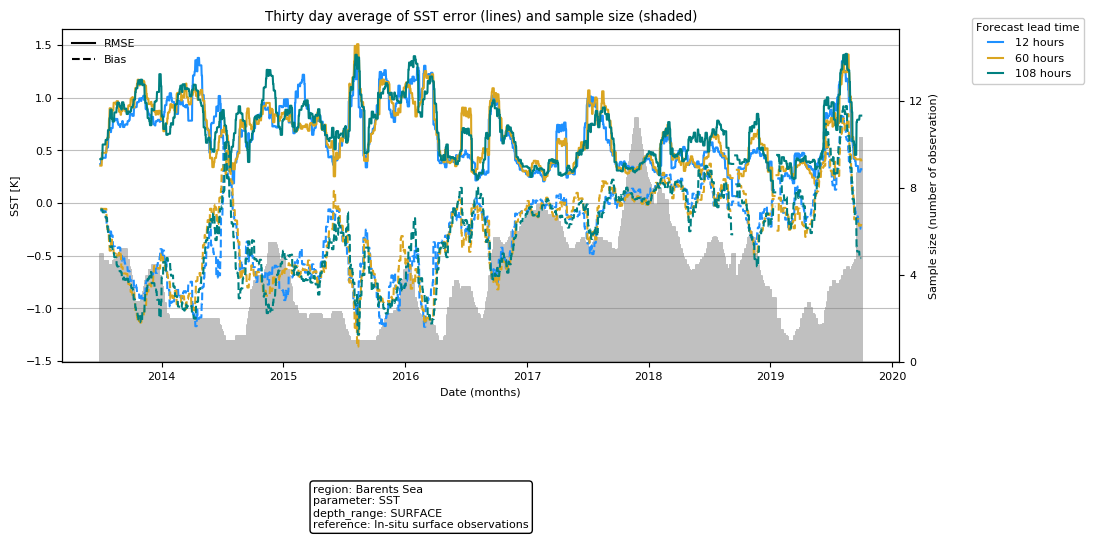 Thirty day average of SST error (lines) and sample size (shaded)
Forecast lead time
12 hours
60 hours
108 hours
RMSE
Bias
SST [K]
1.5
1.0
0.5
0.0
−0.5
−1.0
−1.5
12
8
4
0
Sample size (number of observation)
2014 2015 2016 2017 2018 2019 2020
Date (months)
region: Barents Sea
parameter: SST
depth_range: SURFACE
reference: In-situ surface observations